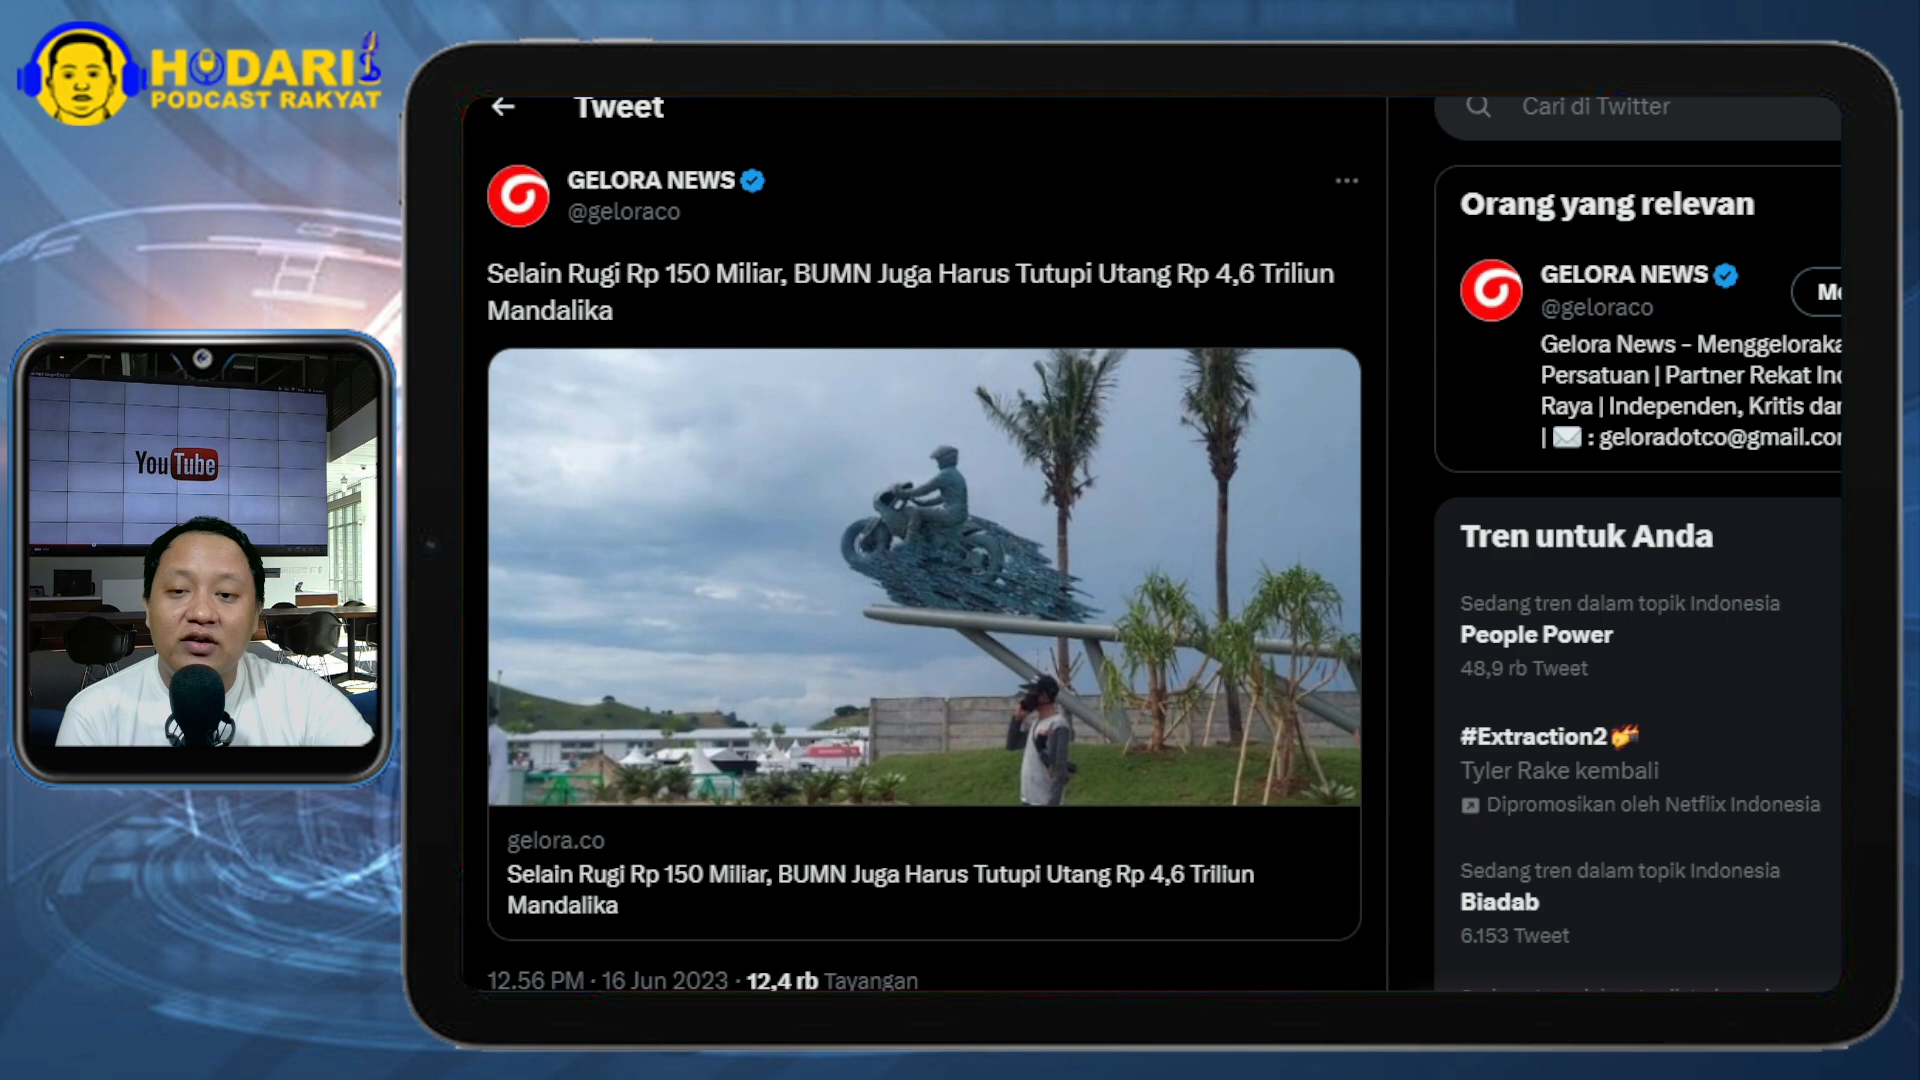 HODARI
PODCAST RAKYAT
YouTube
Tweet
GELORA NEWS
@geloraco
Selain Rugi Rp 150 Miliar, BUMN Juga Harus Tutupi Utang Rp 4,6 Triliun
Mandalika
gelora.co
Selain Rugi Rp 150 Miliar, BUMN Juga Harus Tutupi Utang Rp 4,6 Triliun
Mandalika
12.56 PM · 16 Jun 2023 · 12,4 rb Tayangan
Cari di Twitter
Orang yang relevan
GELORA NEWS
@geloraco
Me
Gelora News – Menggeloraka
Persatuan | Partner Rekat Ind
Raya | Independen, Kritis dan
| ✉️ : geloradotco@gmail.com
Tren untuk Anda
Sedang tren dalam topik Indonesia
People Power
48,9 rb Tweet
#Extraction2
Tyler Rake kembali
Dipromosikan oleh Netflix Indonesia
Sedang tren dalam topik Indonesia
Biadab
6.153 Tweet